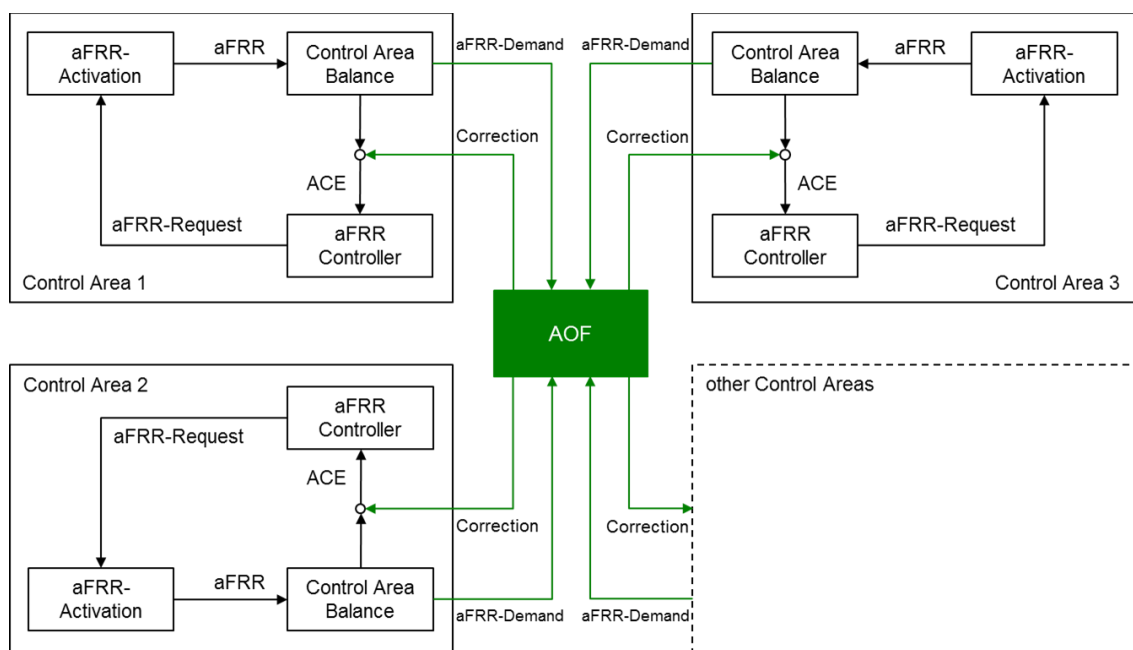 aFRR-
Activation
aFRR
Control Area
Balance
aFRR-Demand
Correction
ACE
aFRR-Request
aFRR
Controller
Control Area 1
aFRR-Demand
Control Area
Balance
aFRR
aFRR-
Activation
Correction
ACE
aFRR-Request
aFRR
Controller
Control Area 3
AOF
Control Area 2
aFRR
Controller
aFRR-Request
ACE
Correction
aFRR-
Activation
aFRR
Control Area
Balance
aFRR-Demand
other Control Areas
Correction
aFRR-Demand